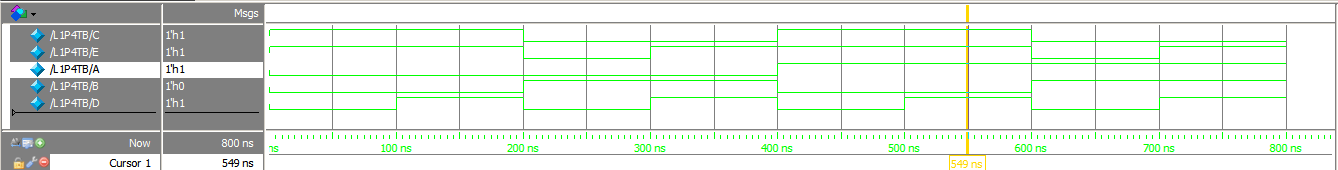 Msgs
/L1P4TB/C 1'h1
/L1P4TB/E 1'h1
/L1P4TB/A 1'h1
/L1P4TB/B 1'h0
/L1P4TB/D 1'h1
Now 800 ns ns 100 ns 200 ns 300 ns 400 ns 500 ns 600 ns 700 ns 800 ns
Cursor 1 549 ns 549 ns